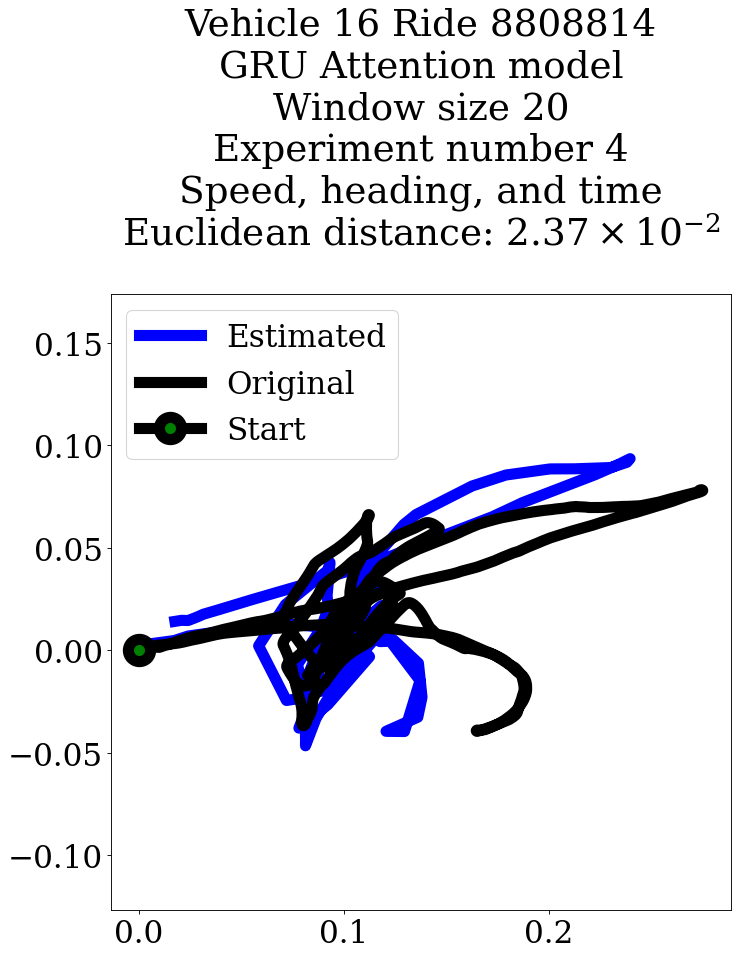 Vehicle 16 Ride 8808814
GRU Attention model
Window size 20
Experiment number 4
Speed, heading, and time
Euclidean distance: 2.37 × 10⁻²
Estimated
Original
Start
0.15
0.10
0.05
0.00
−0.05
−0.10
0.0 0.1 0.2